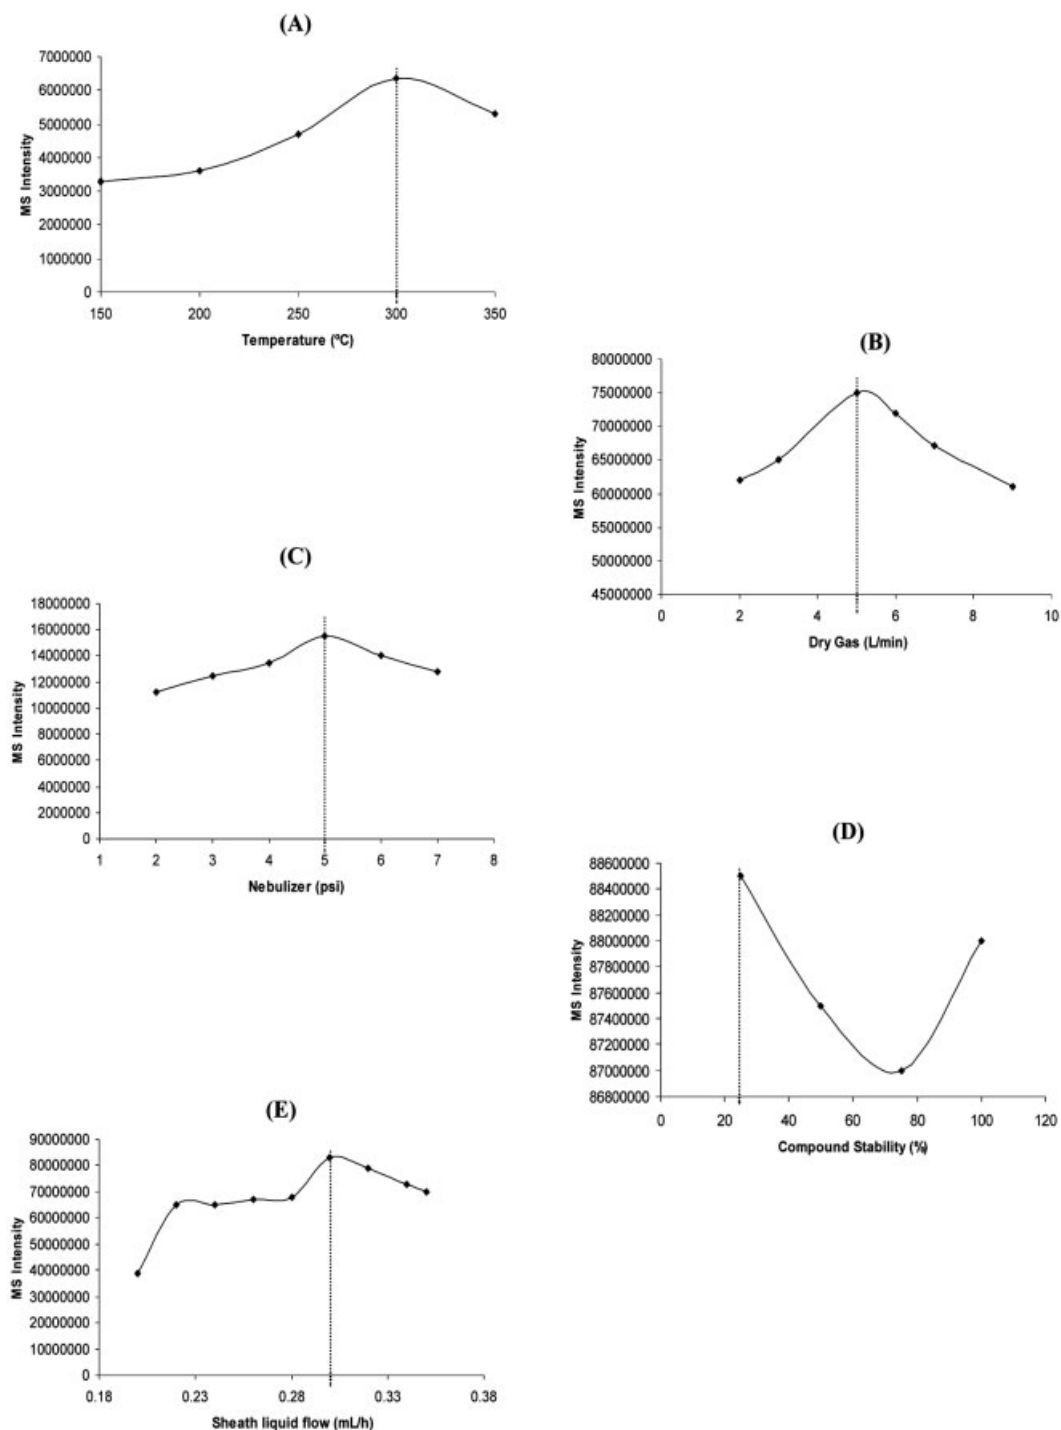 (A)
7000000
6000000
5000000
4000000
3000000
2000000
1000000
0
MS Intensity
150 200 250 300 350
Temperature (ºC)
(B)
80000000
75000000
70000000
65000000
60000000
55000000
50000000
45000000
MS Intensity
0 2 4 6 8 10
Dry Gas (L/min)
(C)
18000000
16000000
14000000
12000000
10000000
8000000
6000000
4000000
2000000
0
MS Intensity
1 2 3 4 5 6 7 8
Nebulizer (psi)
(D)
88600000
88400000
88200000
88000000
87800000
87600000
87400000
87200000
87000000
86800000
MS Intensity
0 20 40 60 80 100 120
Compound Stability (%)
(E)
90000000
80000000
70000000
60000000
50000000
40000000
30000000
20000000
10000000
0
MS Intensity
0.18 0.23 0.28 0.33 0.38
Sheath liquid flow (mL/h)